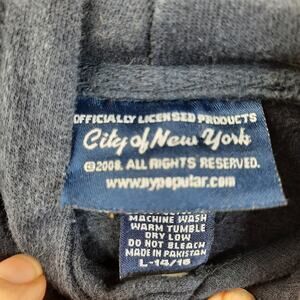 OFFICIALLY LICENSED PRODUCTS
City of New York
©2008. ALL RIGHTS RESERVED.
www.nypopular.com
MACHINE WASH
WARM TUMBLE
DRY LOW
DO NOT BLEACH
MADE IN PAKISTAN
L-14/16